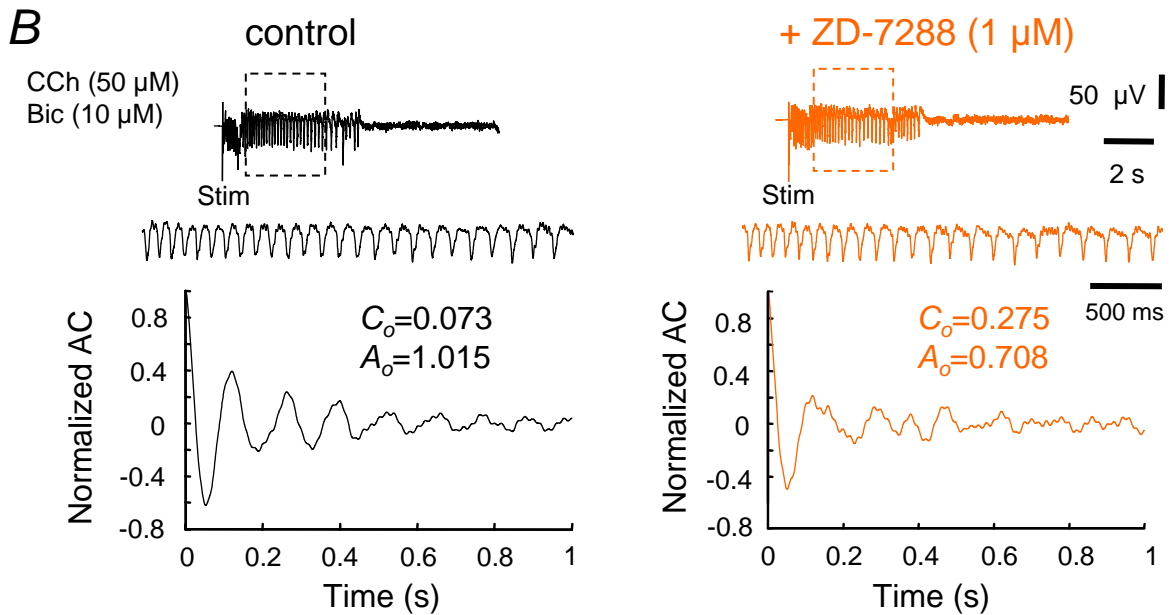 B
control
+ ZD-7288 (1 µM)
CCh (50 µM)
Bic (10 µM)
50 µV
2 s
Stim
Stim
500 ms
Normalized AC
0.8
0.4
0
-0.4
-0.8
Cₒ=0.073
Aₒ=1.015
0 0.2 0.4 0.6 0.8 1
Time (s)
Normalized AC
0.8
0.4
0
-0.4
-0.8
Cₒ=0.275
Aₒ=0.708
0 0.2 0.4 0.6 0.8 1
Time (s)